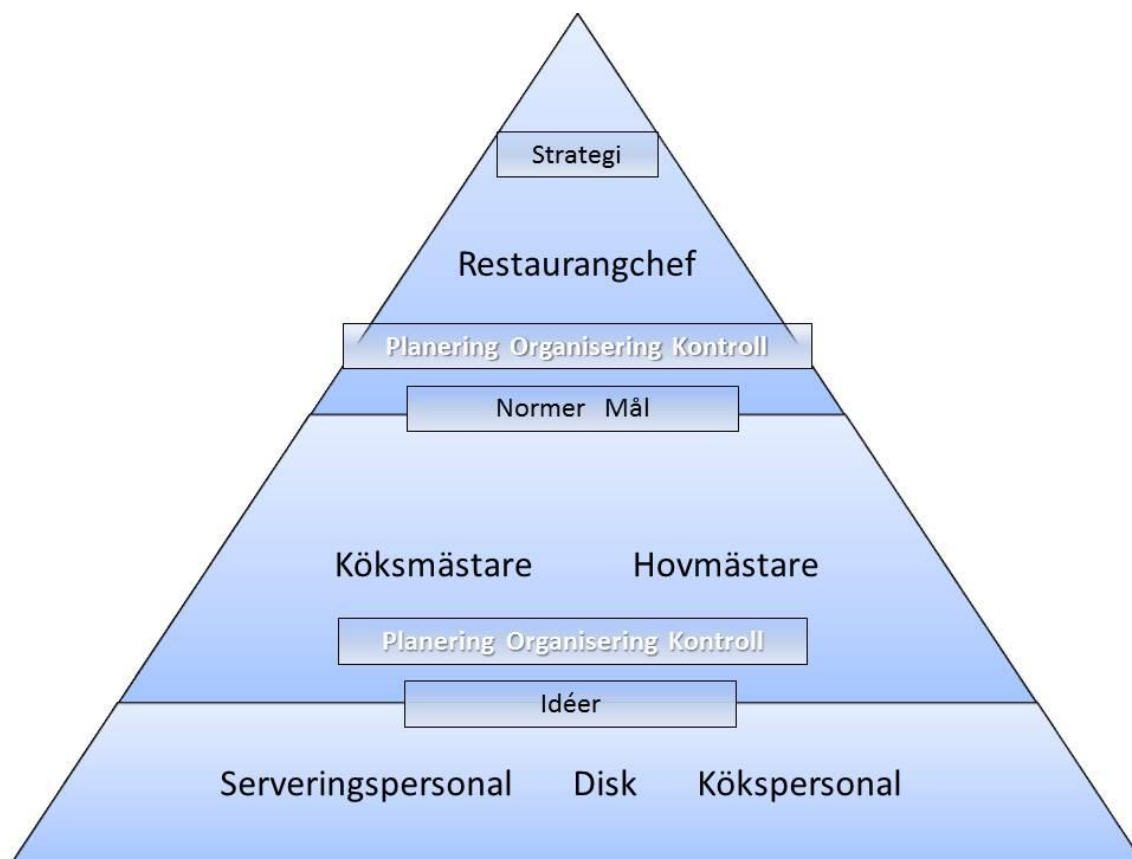 Strategi
Restaurangchef
Planering Organisering Kontroll
Normer Mål
Köksmästare Hovmästare
Planering Organisering Kontroll
Idéer
Serveringspersonal Disk Kökspersonal